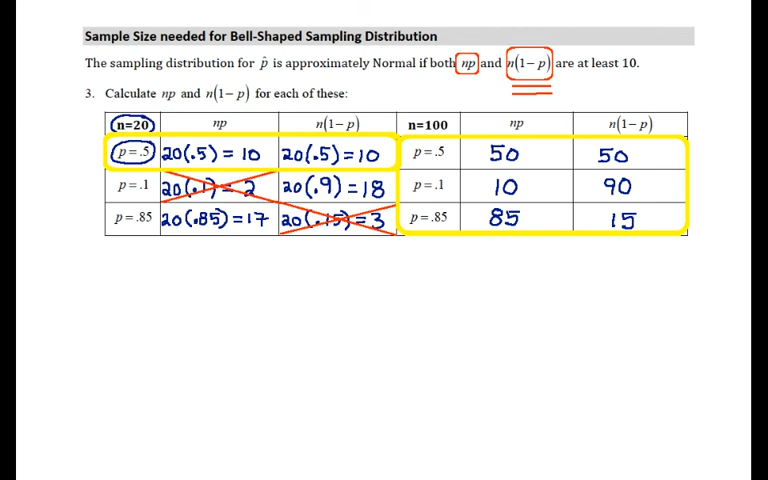 Sample Size needed for Bell-Shaped Sampling Distribution
The sampling distribution for p̂ is approximately Normal if both np and n(1−p) are at least 10.
3. Calculate np and n(1−p) for each of these:
n=20 np n(1−p) n=100 np n(1−p)
p=.5 20(.5)=10 20(.5)=10 p=.5 50 50
p=.1 20(.1)=2 20(.9)=18 p=.1 10 90
p=.85 20(.85)=17 20(.15)=3 p=.85 85 15